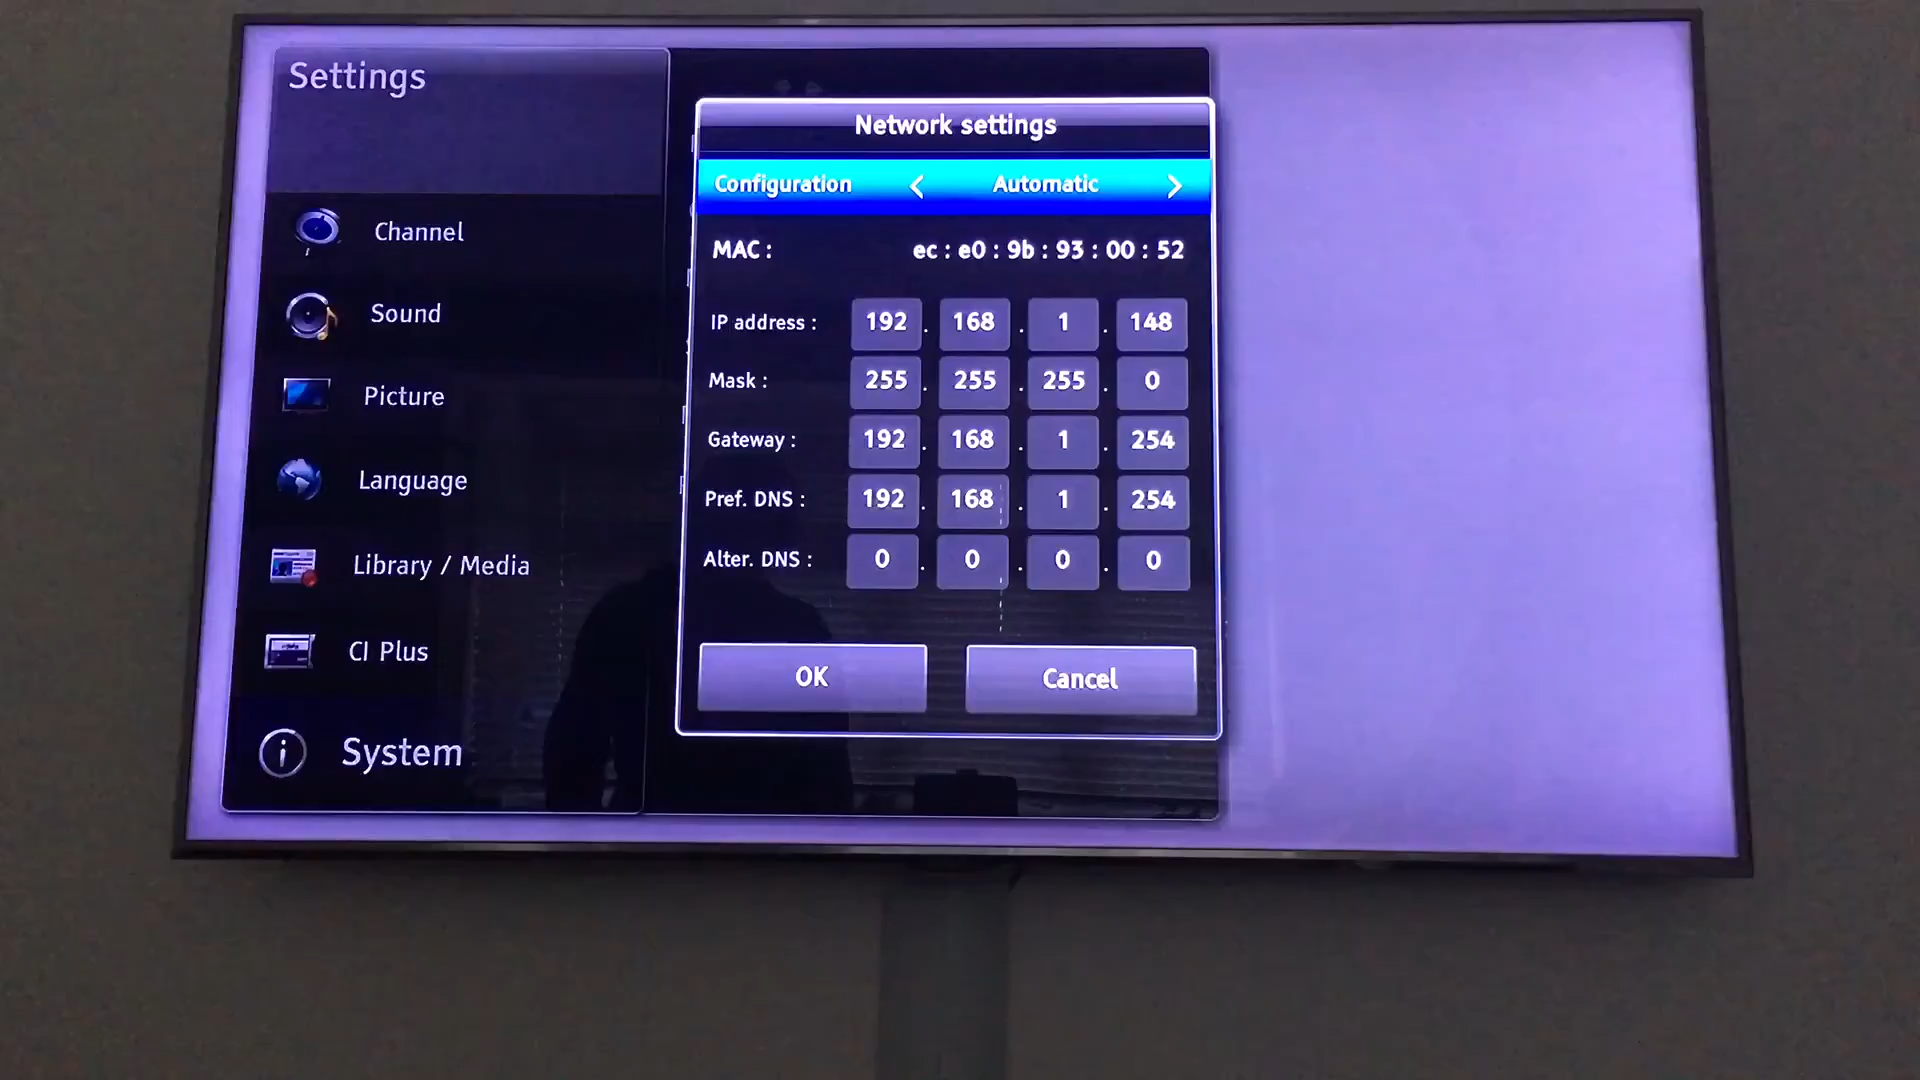 Settings
Channel
Sound
Picture
Language
Library / Media
CI Plus
System
Network settings
Configuration < Automatic >
MAC : ec : e0 : 9b : 93 : 00 : 52
IP address : 192 . 168 . 1 . 148
Mask : 255 . 255 . 255 . 0
Gateway : 192 . 168 . 1 . 254
Pref. DNS : 192 . 168 . 1 . 254
Alter. DNS : 0 . 0 . 0 . 0
OK Cancel